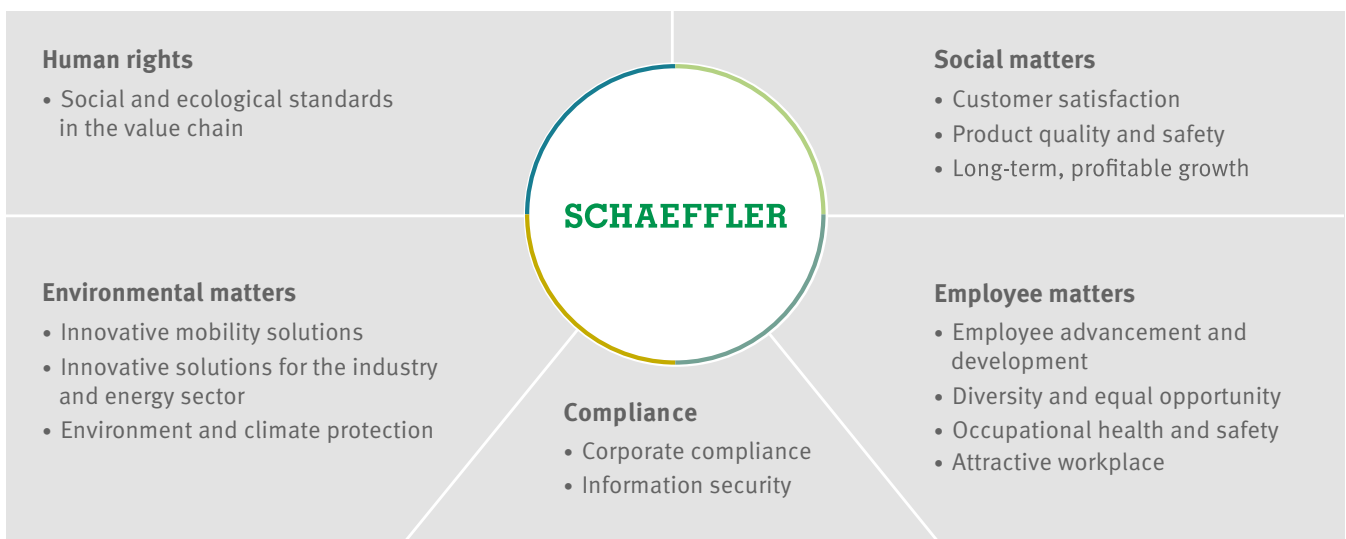 Human rights
• Social and ecological standards
in the value chain
Social matters
• Customer satisfaction
• Product quality and safety
• Long-term, profitable growth
SCHAEFFLER
Environmental matters
• Innovative mobility solutions
• Innovative solutions for the industry
and energy sector
• Environment and climate protection
Compliance
• Corporate compliance
• Information security
Employee matters
• Employee advancement and
development
• Diversity and equal opportunity
• Occupational health and safety
• Attractive workplace